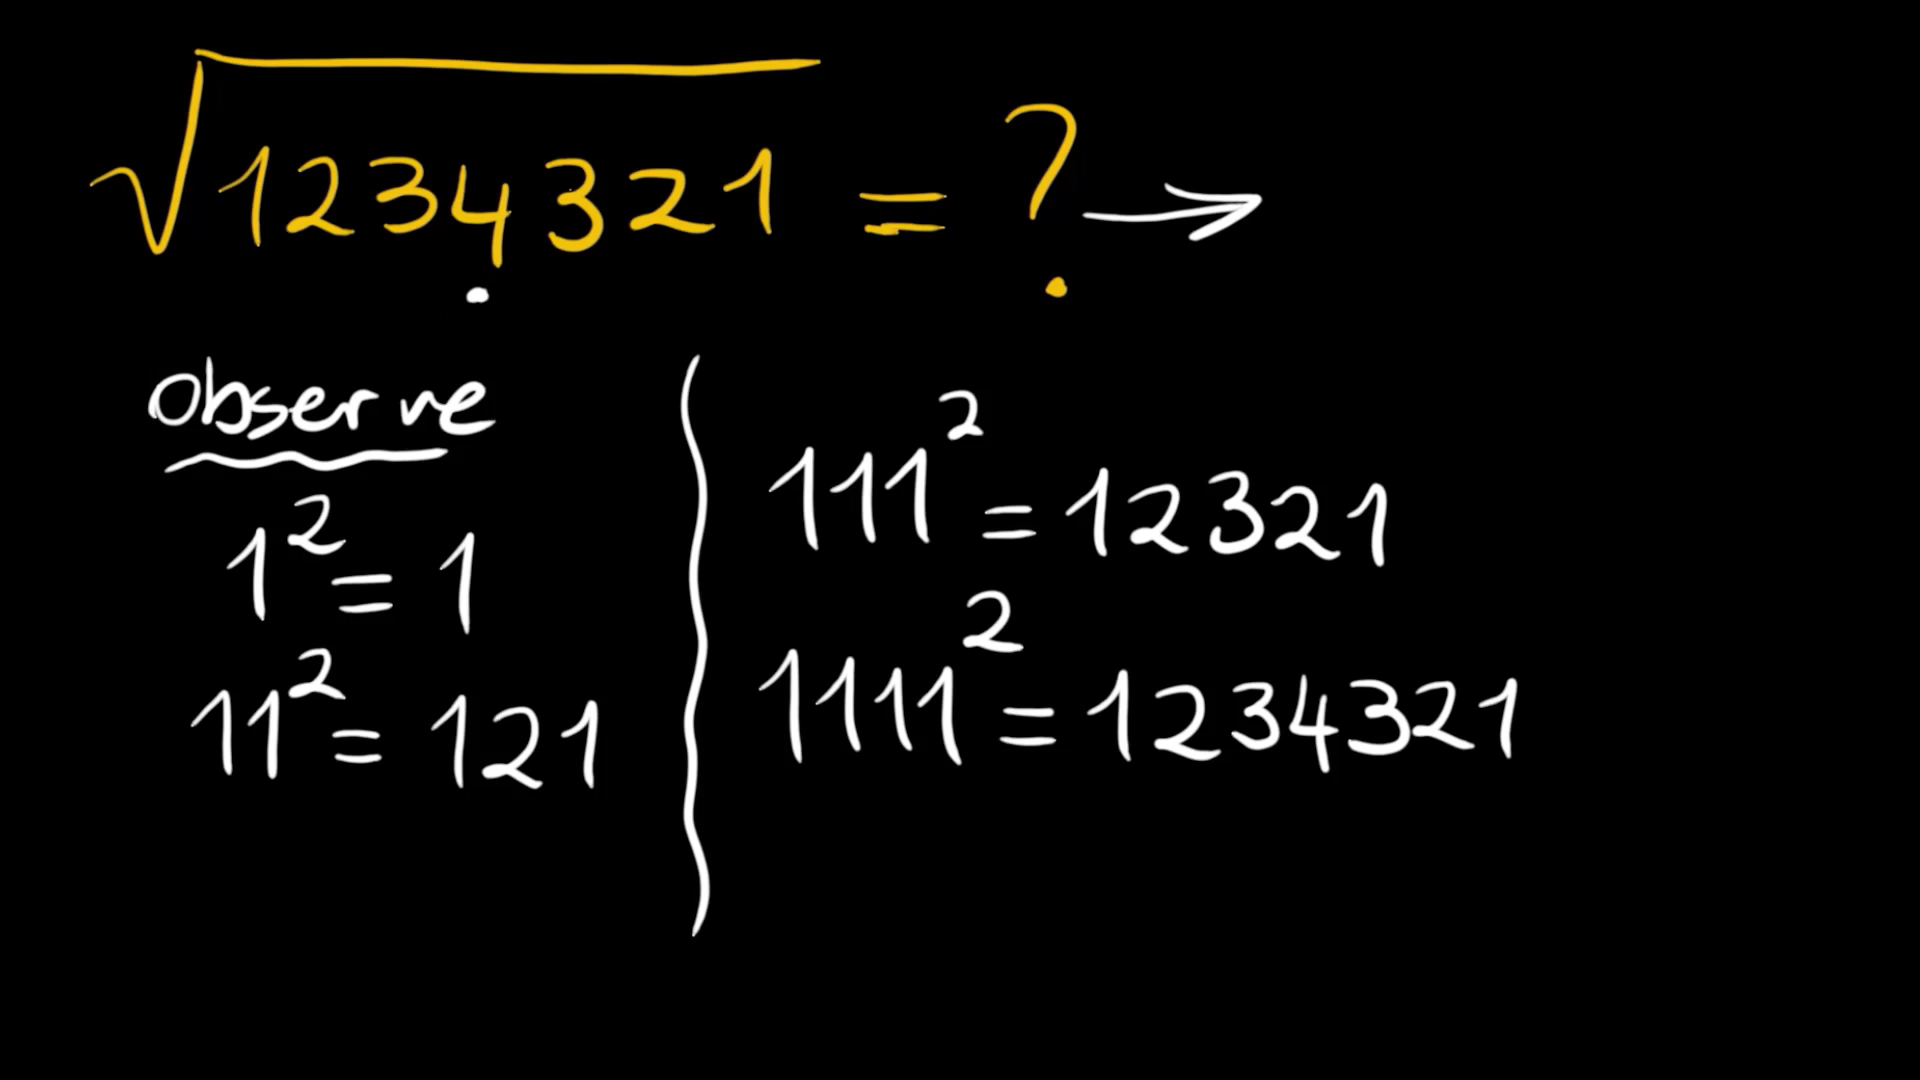 √1234321 = ? →
Observe
1² = 1
11² = 121
111² = 12321
1111² = 1234321